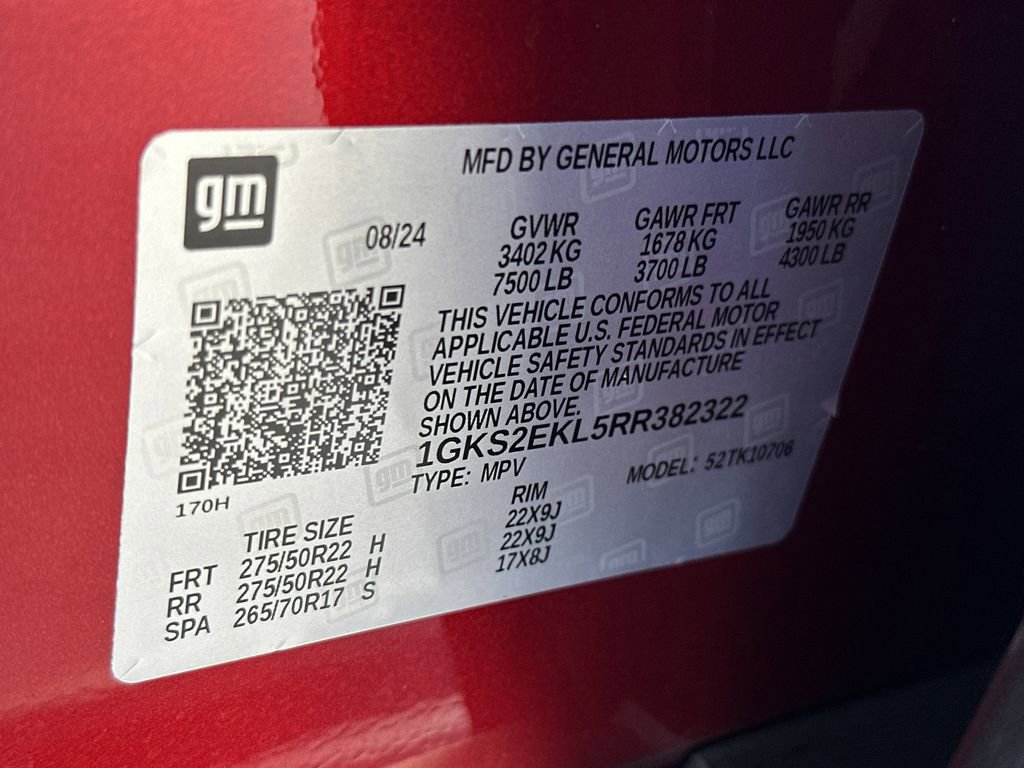 gm
MFD BY GENERAL MOTORS LLC
08/24
GVWR GAWR FRT GAWR RR
3402 KG 1678 KG 1950 KG
7500 LB 3700 LB 4300 LB
THIS VEHICLE CONFORMS TO ALL
APPLICABLE U.S. FEDERAL MOTOR
VEHICLE SAFETY STANDARDS IN EFFECT
ON THE DATE OF MANUFACTURE
SHOWN ABOVE.
1GKS2EKL5RR382322
TYPE: MPV MODEL: 52TK10706
170H
TIRE SIZE RIM
FRT 275/50R22 H 22X9J
RR 275/50R22 H 22X9J
SPA 265/70R17 S 17X8J